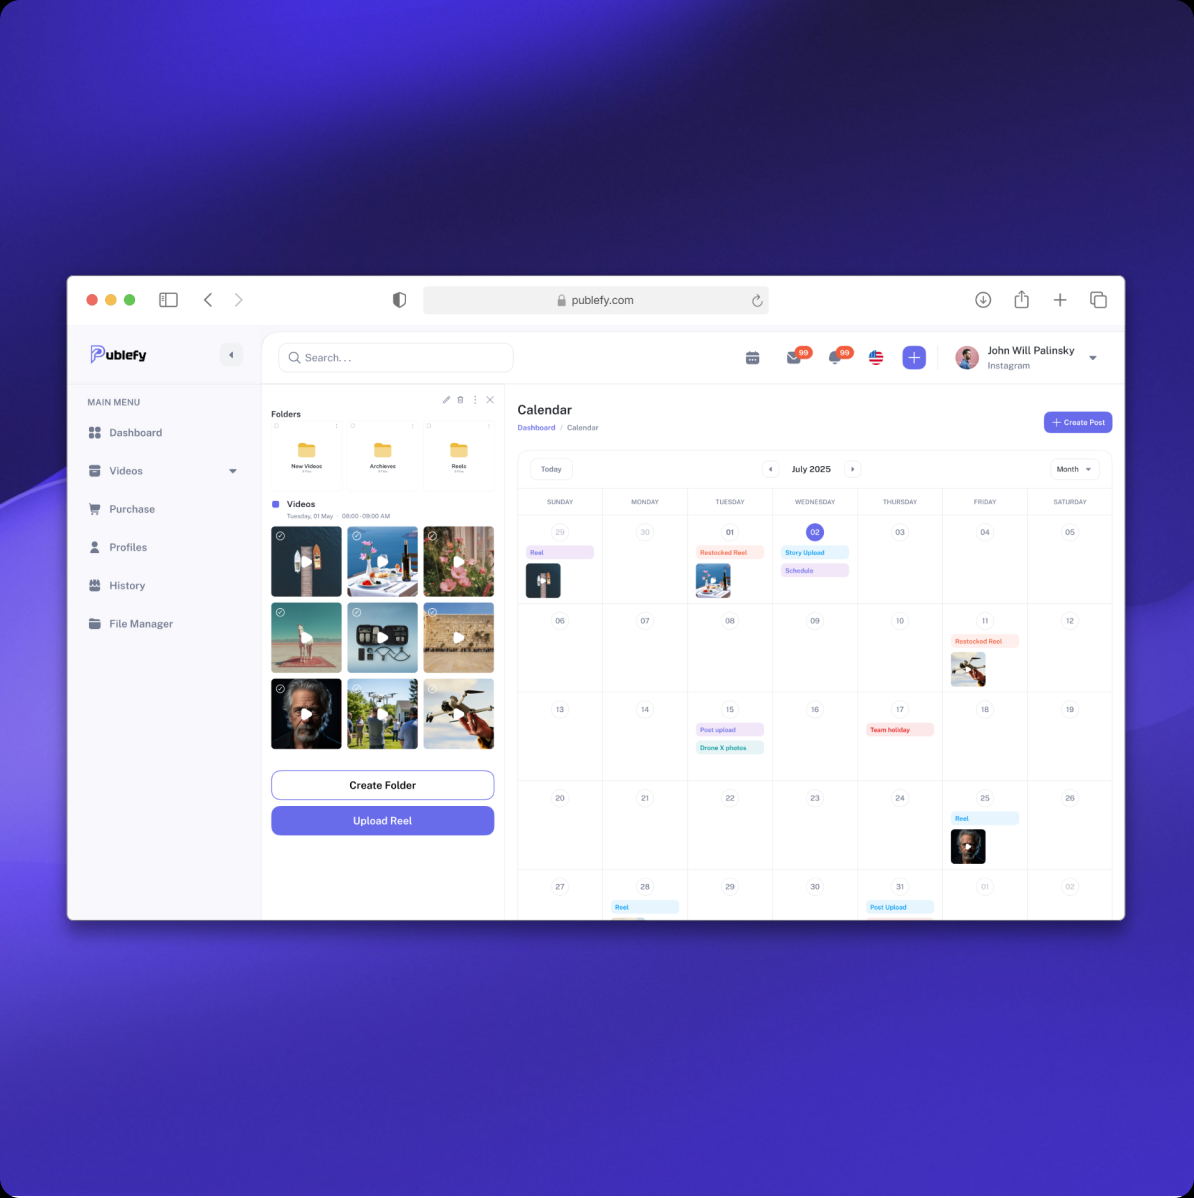 publefy.com
Publefy
Search. . .
99
99
John Will Palinsky
Instagram
MAIN MENU
Dashboard
Videos
Purchase
Profiles
History
File Manager
Folders
New Videos
Archieves
Reels
Videos
Tuesday, 01 May
08:00-09:00 AM
Create Folder
Upload Reel
Calendar
Dashboard / Calendar
Create Post
Today
July 2025
Month
SUNDAY MONDAY TUESDAY WEDNESDAY THURSDAY FRIDAY SATURDAY
29 30 01 02 03 04 05
Reel
Restocked Reel
Story Upload
Schedule
06 07 08 09 10 11 12
Restocked Reel
13 14 15 16 17 18 19
Post upload
Drone X photos
Team holiday
20 21 22 23 24 25 26
Reel
27 28 29 30 31 01 02
Reel
Post Upload